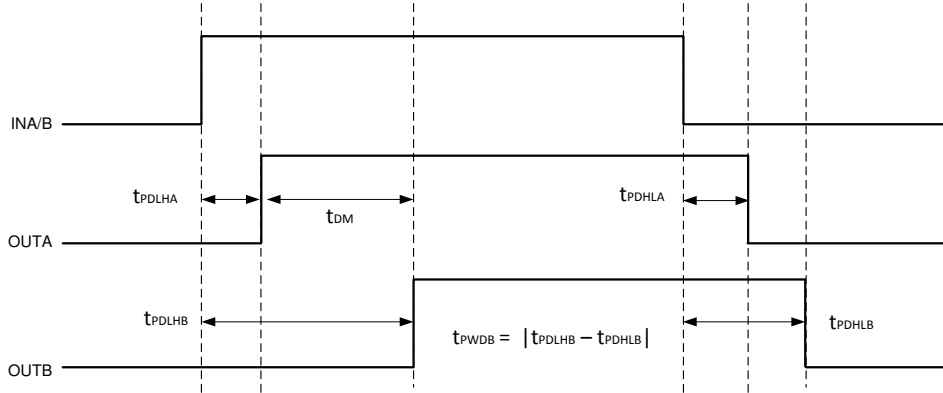 INA/B
tPDLHA
tDM
tPDHLA
OUTA
tPDLHB
tPWDB = |tPDLHB – tPDHLB|
tPDHLB
OUTB